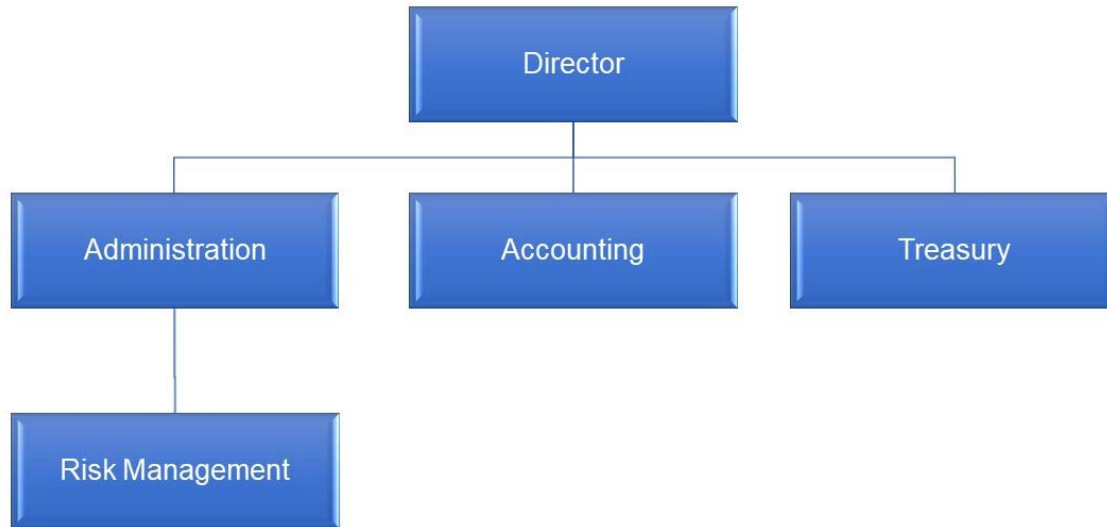 Director
Administration
Accounting
Treasury
Risk Management